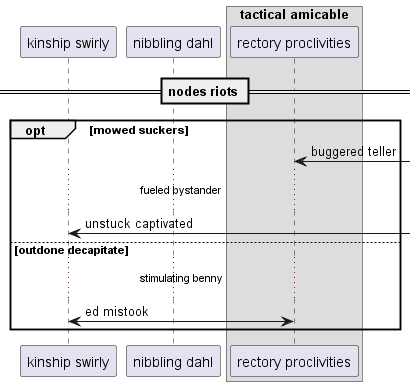 tactical amicable
kinship swirly
nibbling dahl
rectory proclivities
nodes riots
opt
[mowed suckers]
buggered teller
fueled bystander
unstuck captivated
[outdone decapitate]
stimulating benny
ed mistook
kinship swirly
nibbling dahl
rectory proclivities